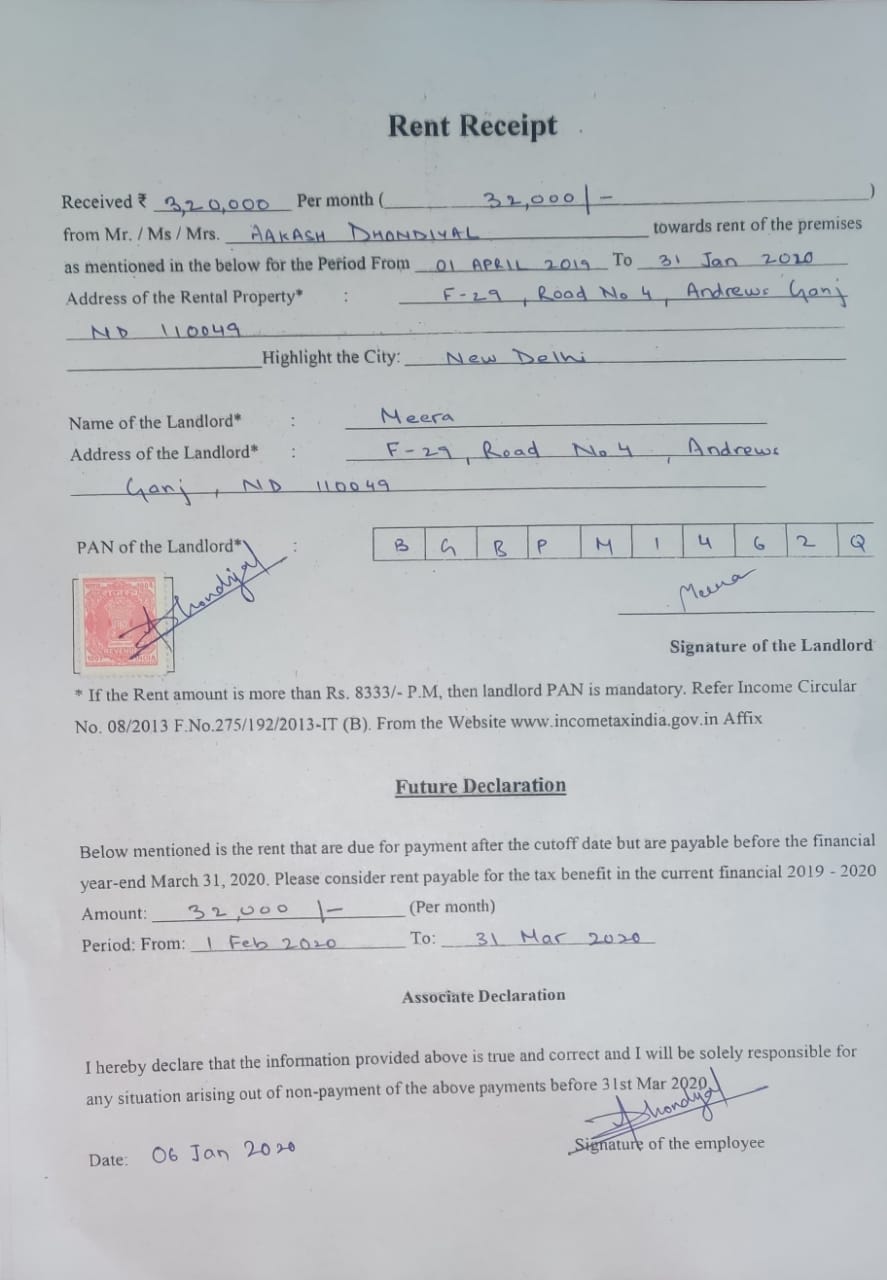 Rent Receipt
Received ₹ 3,20,000 Per month ( 32,000/- )
from Mr. / Ms / Mrs. AAKASH DHONDIYAL towards rent of the premises
as mentioned in the below for the Period From 01 APRIL 2019 To 31 Jan 2020
Address of the Rental Property* : F-29, Road No 4, Andrews Ganj
ND 110049
Highlight the City: New Delhi
Name of the Landlord* : Meera
Address of the Landlord* : F-29, Road No 4, Andrews
Ganj, ND 110049
PAN of the Landlord* : B G B P M 1 4 6 2 Q
Dhondiyal
Meera
REVENUE
INDIA
Signature of the Landlord
* If the Rent amount is more than Rs. 8333/- P.M, then landlord PAN is mandatory. Refer Income Circular
No. 08/2013 F.No.275/192/2013-IT (B). From the Website www.incometaxindia.gov.in Affix
Future Declaration
Below mentioned is the rent that are due for payment after the cutoff date but are payable before the financial
year-end March 31, 2020. Please consider rent payable for the tax benefit in the current financial 2019 - 2020
Amount: 32,000/- (Per month)
Period: From: 1 Feb 2020 To: 31 Mar 2020
Associate Declaration
I hereby declare that the information provided above is true and correct and I will be solely responsible for
any situation arising out of non-payment of the above payments before 31st Mar 2020
Dhondiyal
Signature of the employee
Date: 06 Jan 2020